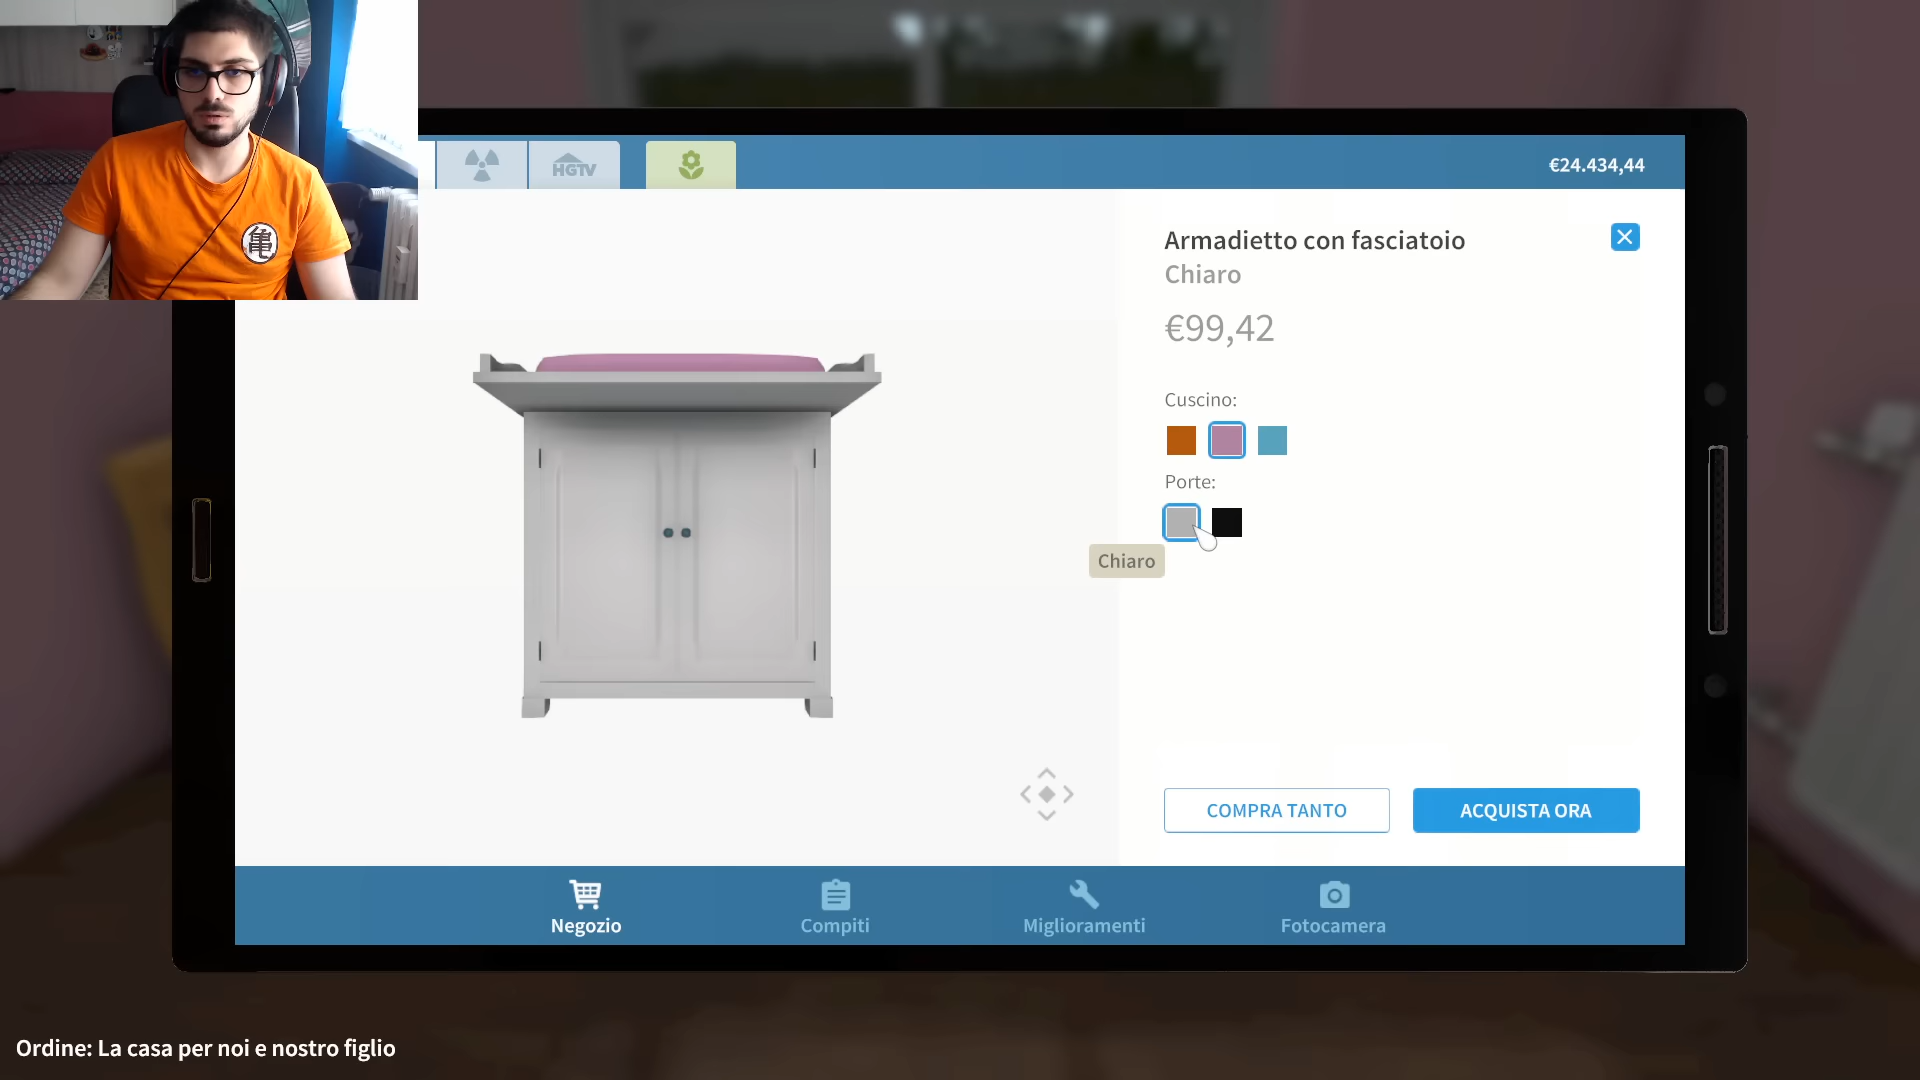 亀
HGTV
€24.434,44
Armadietto con fasciatoio
Chiaro
€99,42
Cuscino:
Porte:
Chiaro
COMPRA TANTO
ACQUISTA ORA
Negozio
Compiti
Miglioramenti
Fotocamera
Ordine: La casa per noi e nostro figlio